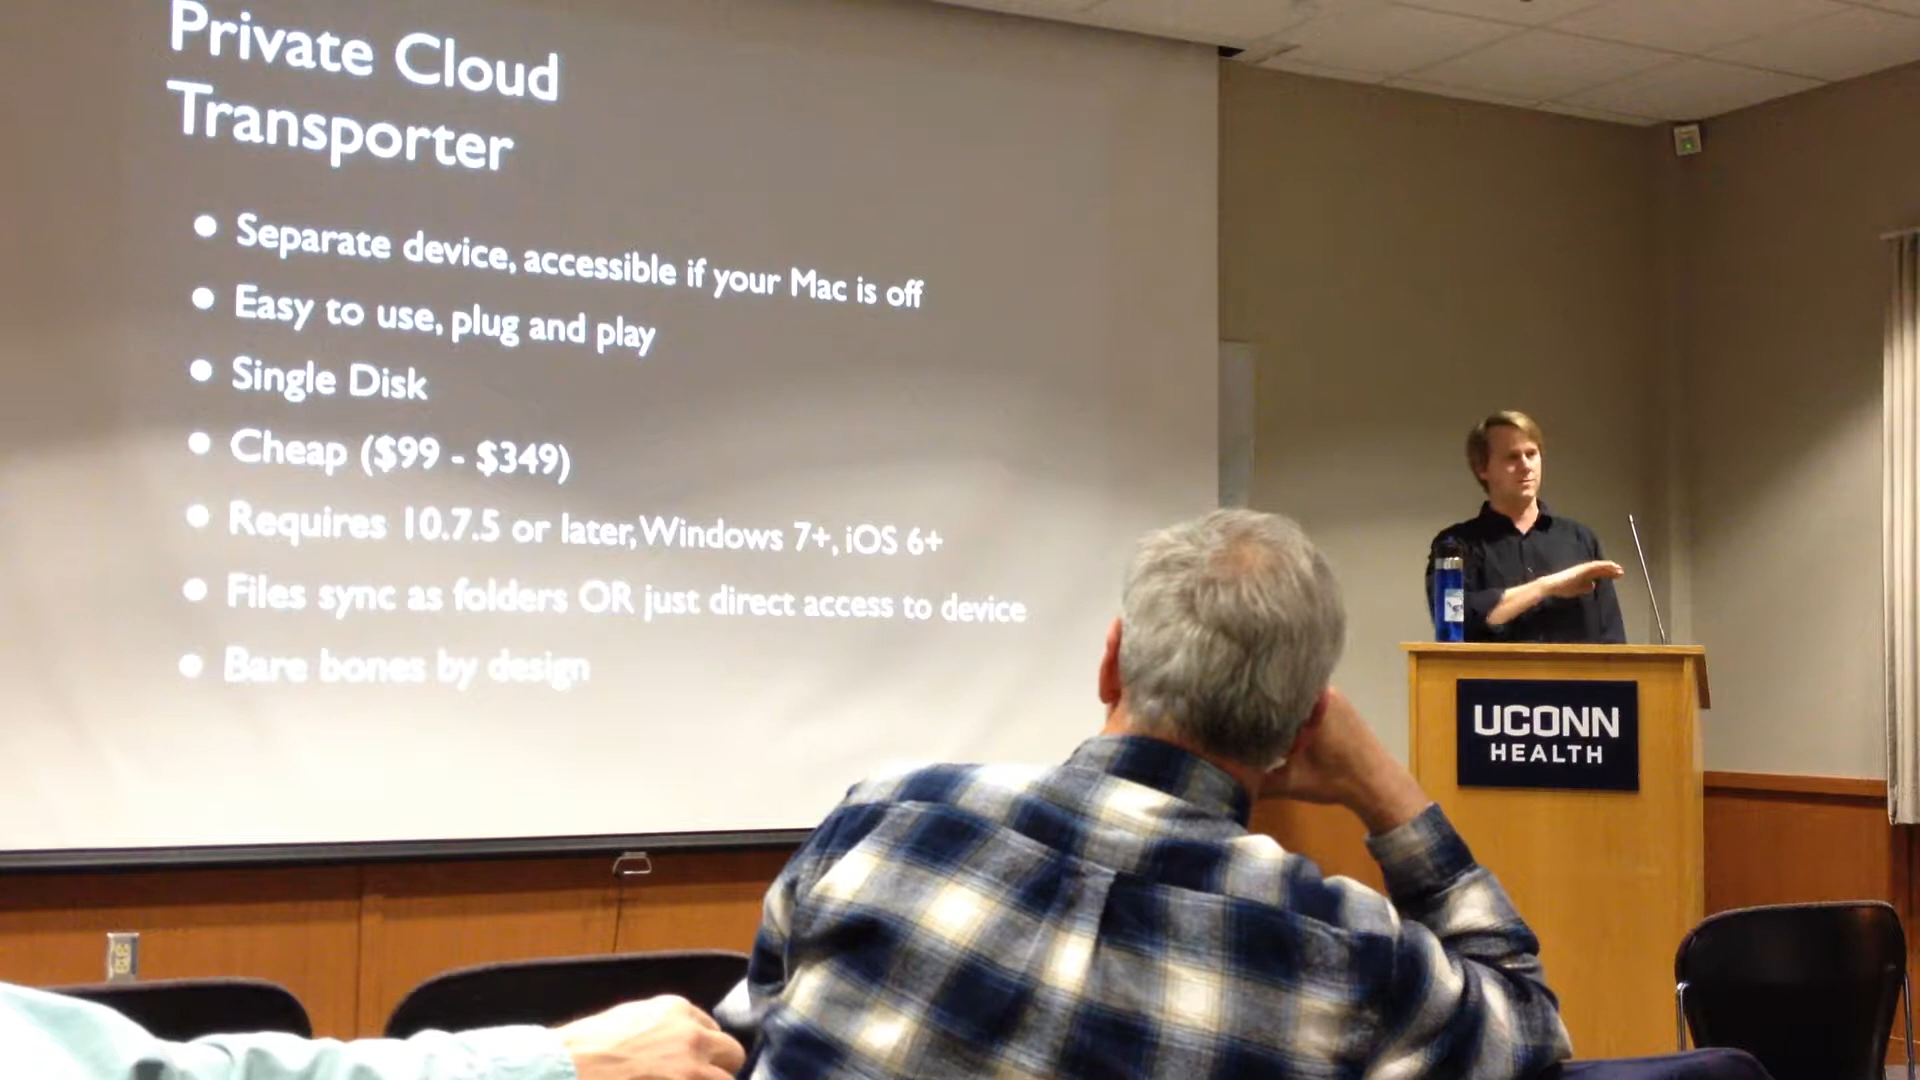 Private Cloud
Transporter
• Separate device, accessible if your Mac is off
• Easy to use, plug and play
• Single Disk
• Cheap ($99 - $349)
• Requires 10.7.5 or later, Windows 7+, iOS 6+
• Files sync as folders OR just direct access to device
• Bare bones by design
UCONN
HEALTH